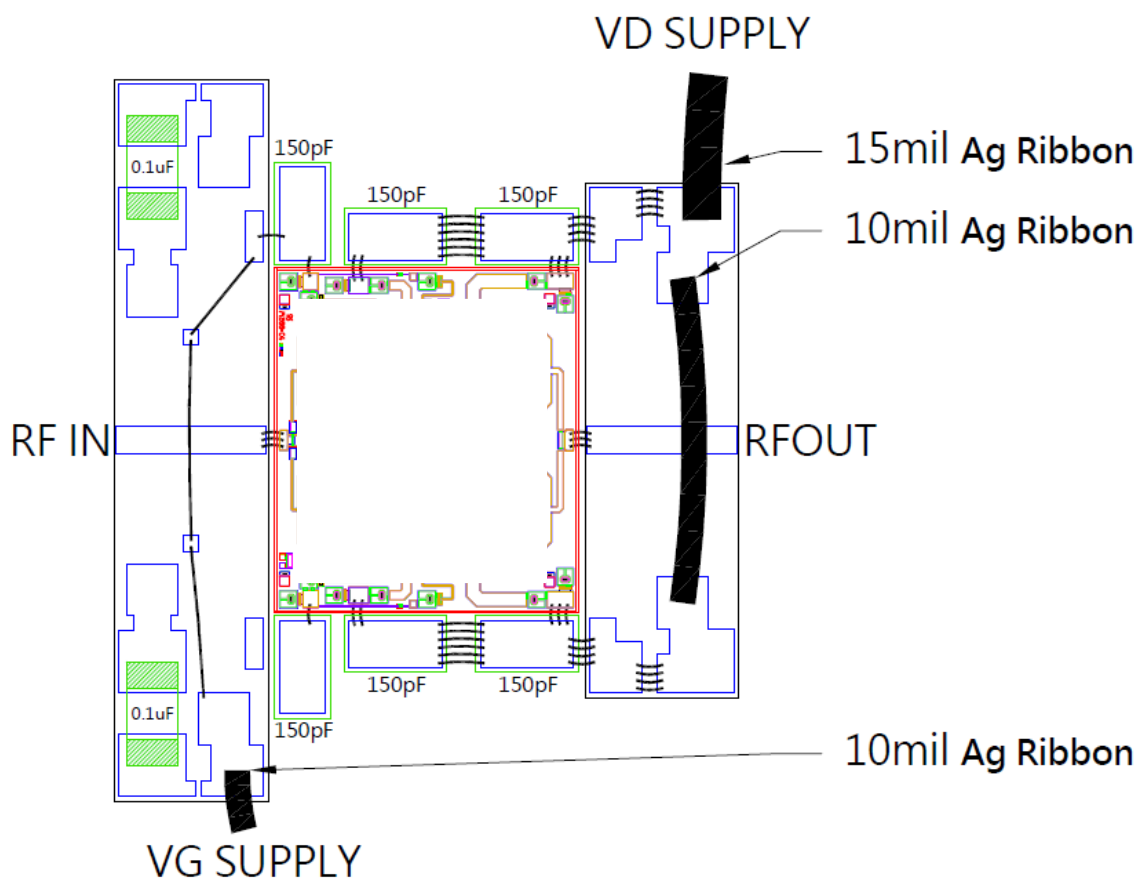 VD SUPPLY
15mil Ag Ribbon
0.1uF
150pF
150pF
150pF
10mil Ag Ribbon
RF IN
RFOUT
0.1uF
150pF
150pF
150pF
10mil Ag Ribbon
VG SUPPLY